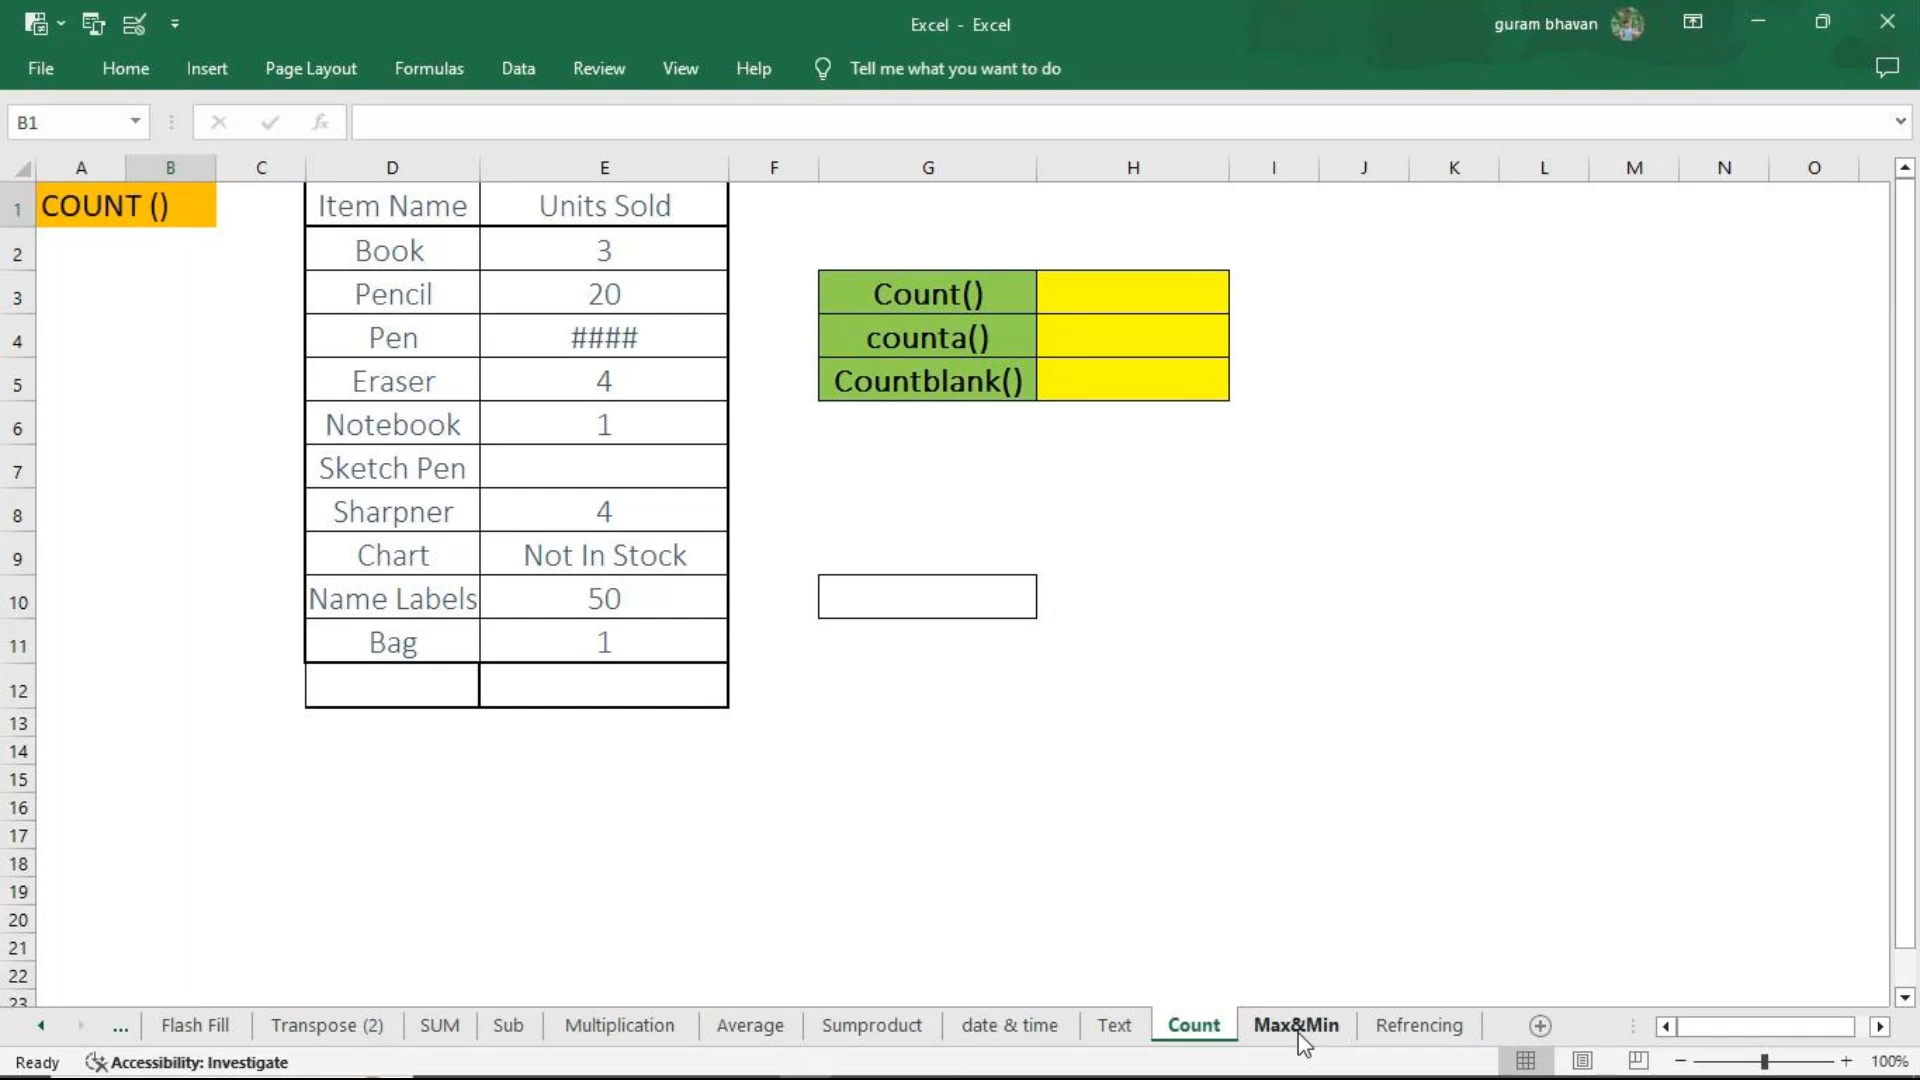 Excel - Excel
guram bhavan
File Home Insert Page Layout Formulas Data Review View Help Tell me what you want to do
B1
fx
A B C D E F G H I J K L M N O
1 COUNT () Item Name Units Sold
2 Book 3
3 Pencil 20 Count()
4 Pen #### counta()
5 Eraser 4 Countblank()
6 Notebook 1
7 Sketch Pen
8 Sharpner 4
9 Chart Not In Stock
10 Name Labels 50
11 Bag 1
12
13
14
15
16
17
18
19
20
21
22
23
... Flash Fill Transpose (2) SUM Sub Multiplication Average Sumproduct date & time Text Count Max&Min Refrencing
Ready Accessibility: Investigate 100%